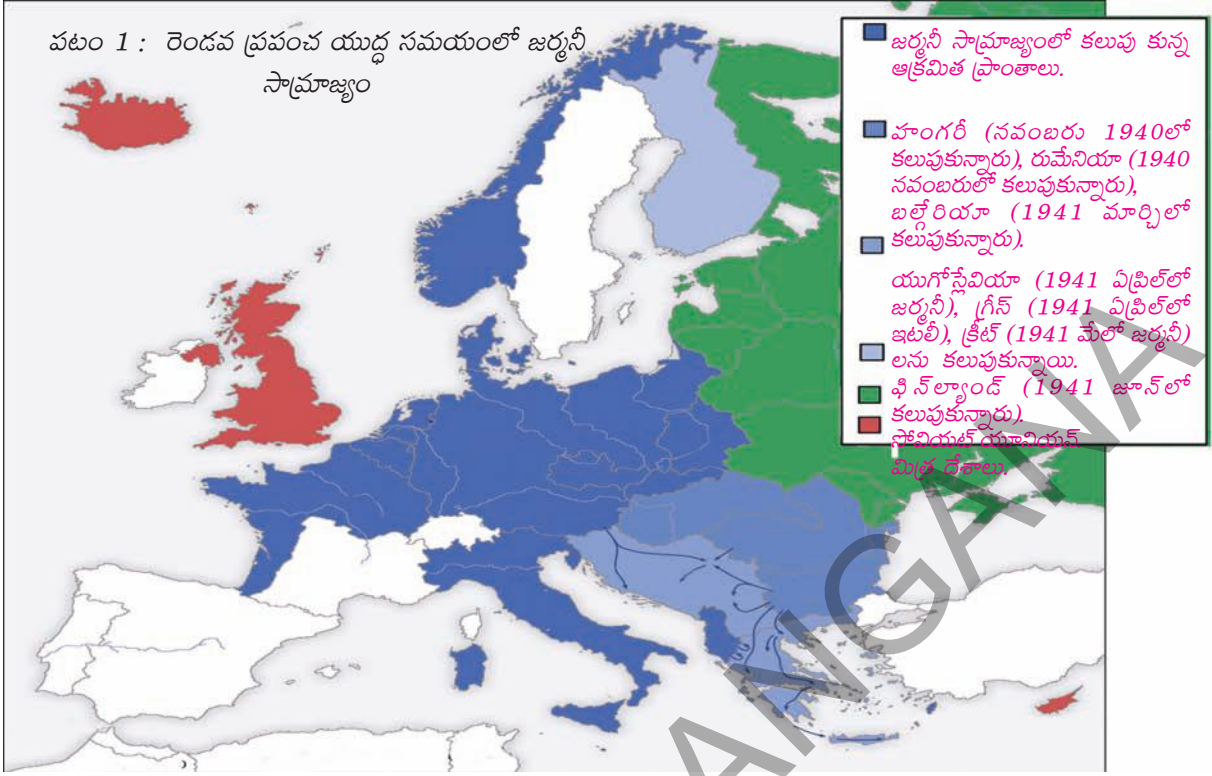 పటం 1 : రెండవ ప్రపంచ యుద్ధ సమయంలో జర్మనీ
సామ్రాజ్యం
జర్మనీ సామ్రాజ్యంలో కలుపు కున్న
ఆక్రమిత ప్రాంతాలు.
హంగరీ (నవంబరు 1940లో
కలుపుకున్నారు), రుమేనియా (1940
నవంబరులో కలుపుకున్నారు),
బల్గేరియా (1941 మార్చిలో
కలుపుకున్నారు).
యుగోస్లేవియా (1941 ఏప్రిల్‌లో
జర్మనీ), గ్రీస్ (1941 ఏప్రిల్‌లో
ఇటలీ), క్రీట్ (1941 మేలో జర్మనీ)
లను కలుపుకున్నాయి.
ఫిన్‌ల్యాండ్ (1941 జూన్‌లో
కలుపుకున్నారు).
సోవియట్ యూనియన్
మిత్ర దేశాలు.
ANGANA